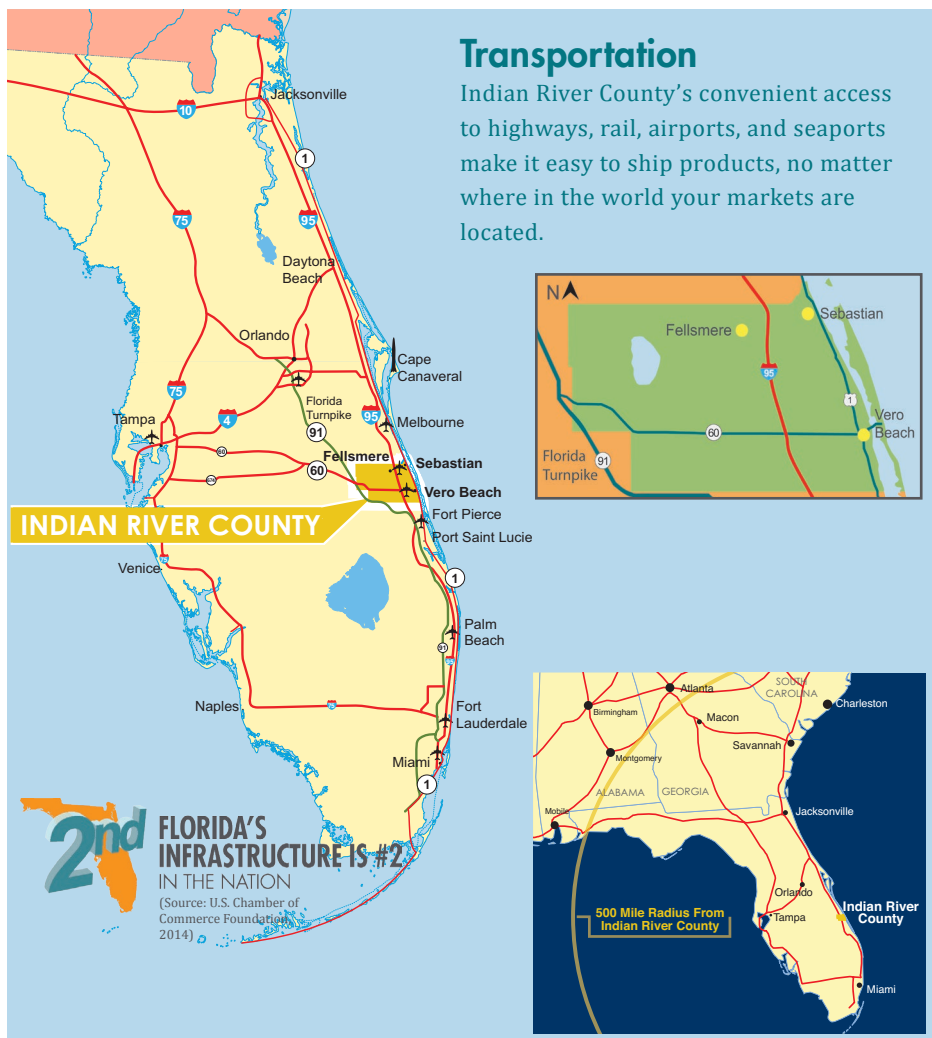 Transportation
Indian River County's convenient access
to highways, rail, airports, and seaports
make it easy to ship products, no matter
where in the world your markets are
located.
Jacksonville
10
1
75
95
Daytona
Beach
Orlando
Cape
Canaveral
75
Florida
Turnpike
4
95
Melbourne
Tampa
91
60
Fellsmere
Sebastian
60
Vero Beach
INDIAN RIVER COUNTY
Fort Pierce
Port Saint Lucie
75
Venice
1
Palm
Beach
91
95
Naples
75
Fort
Lauderdale
Miami
1
N
Sebastian
Fellsmere
95
1
Vero
Beach
60
Florida
Turnpike
91
SOUTH
CAROLINA
Atlanta
Charleston
Birmingham
Macon
Savannah
Montgomery
ALABAMA
GEORGIA
Mobile
Jacksonville
Orlando
Indian River
County
500 Mile Radius From
Indian River County
Tampa
Miami
2nd
FLORIDA'S
INFRASTRUCTURE IS #2
IN THE NATION
(Source: U.S. Chamber of
Commerce Foundation,
2014)